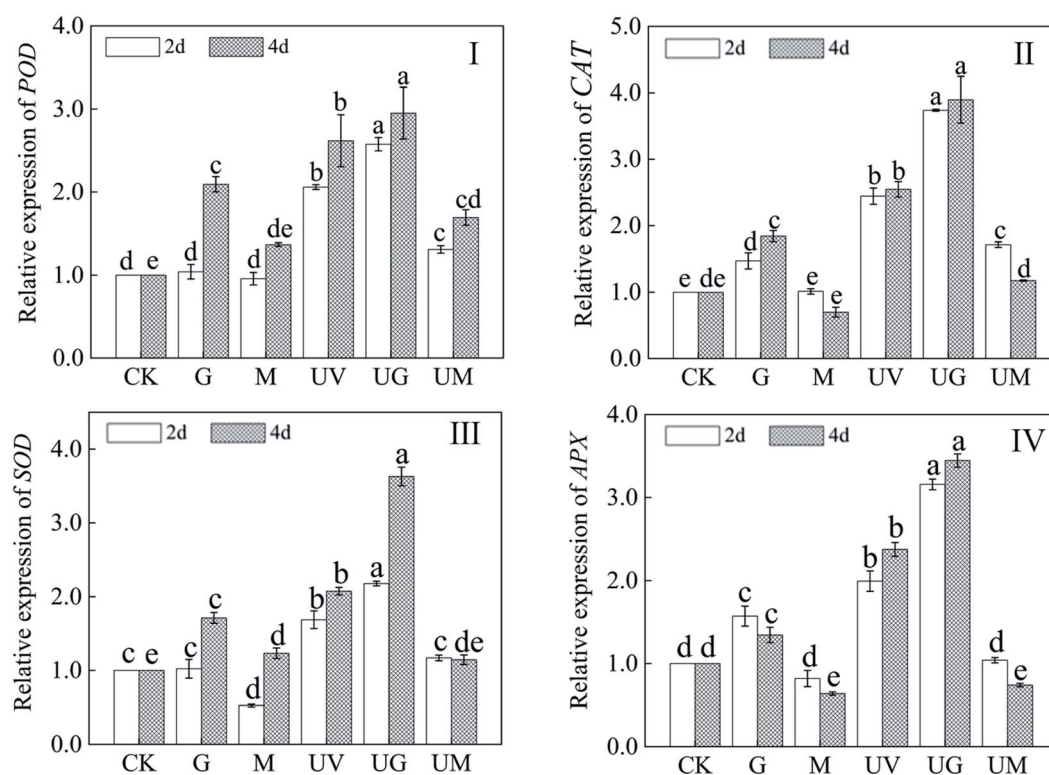 Relative expression of POD
4.0
3.0
2.0
1.0
0.0
2d 4d
I
d e d c d de b b a a c cd
CK G M UV UG UM
Relative expression of CAT
5.0
4.0
3.0
2.0
1.0
0.0
2d 4d
II
e de d c e e b b a a c d
CK G M UV UG UM
Relative expression of SOD
4.0
3.0
2.0
1.0
0.0
2d 4d
III
c e c c d d b b a a c de
CK G M UV UG UM
Relative expression of APX
4.0
3.0
2.0
1.0
0.0
2d 4d
IV
d d c c d e b b a a d e
CK G M UV UG UM